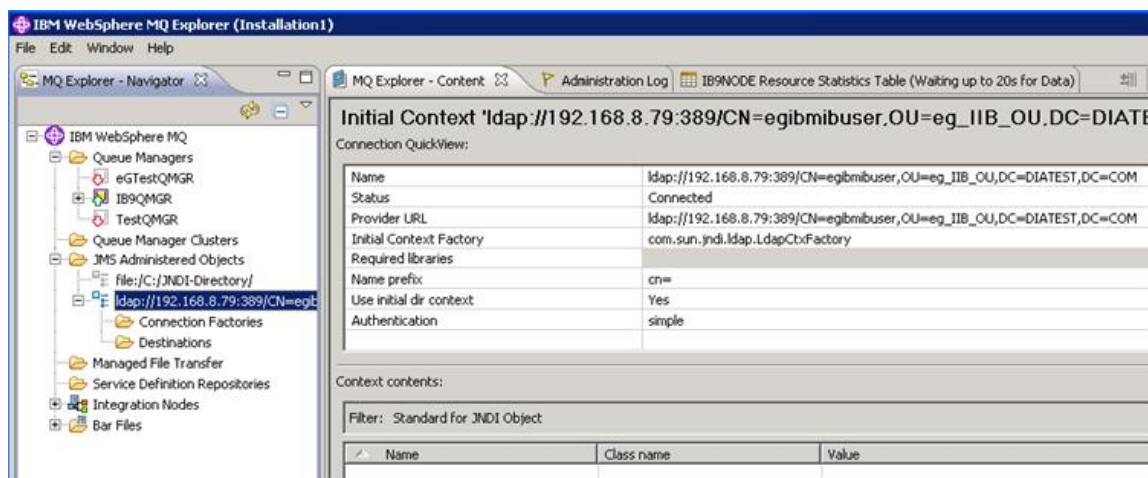 IBM WebSphere MQ Explorer (Installation1)
File Edit Window Help
MQ Explorer - Navigator
IBM WebSphere MQ
Queue Managers
eGTestQMGR
IB9QMGR
TestQMGR
Queue Manager Clusters
JMS Administered Objects
file:/C:/JNDI-Directory/
ldap://192.168.8.79:389/CN=egib
Connection Factories
Destinations
Managed File Transfer
Service Definition Repositories
Integration Nodes
Bar Files
MQ Explorer - Content Administration Log IB9NODE Resource Statistics Table (Waiting up to 20s for Data)
Initial Context 'ldap://192.168.8.79:389/CN=egibmibuser,OU=eg_IIB_OU,DC=DIATE
Connection QuickView:
Name ldap://192.168.8.79:389/CN=egibmibuser,OU=eg_IIB_OU,DC=DIATEST,DC=COM
Status Connected
Provider URL ldap://192.168.8.79:389/CN=egibmibuser,OU=eg_IIB_OU,DC=DIATEST,DC=COM
Initial Context Factory com.sun.jndi.ldap.LdapCtxFactory
Required libraries
Name prefix cn=
Use initial dir context Yes
Authentication simple
Context contents:
Filter: Standard for JNDI Object
Name Class name Value